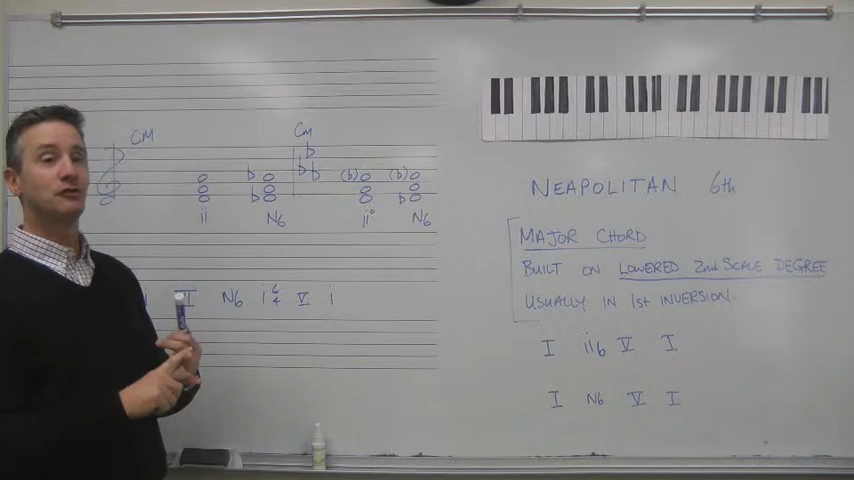 CM Cm
ii N6 ii° N6
N6 i 6 4 V i
NEAPOLITAN 6th
MAJOR CHORD
BUILT ON LOWERED 2nd SCALE DEGREE
USUALLY IN 1st INVERSION
I ii6 V I
I N6 V I